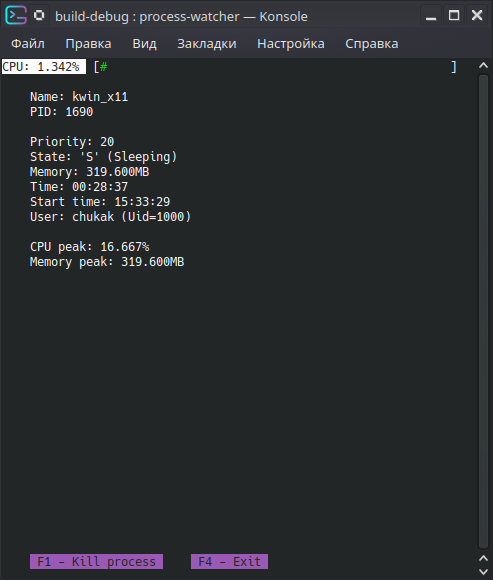 build-debug : process-watcher — Konsole
Файл Правка Вид Закладки Настройка Справка
CPU: 1.342% [# ]
Name: kwin_x11
PID: 1690
Priority: 20
State: 'S' (Sleeping)
Memory: 319.600MB
Time: 00:28:37
Start time: 15:33:29
User: chukak (Uid=1000)
CPU peak: 16.667%
Memory peak: 319.600MB
F1 - Kill process F4 - Exit